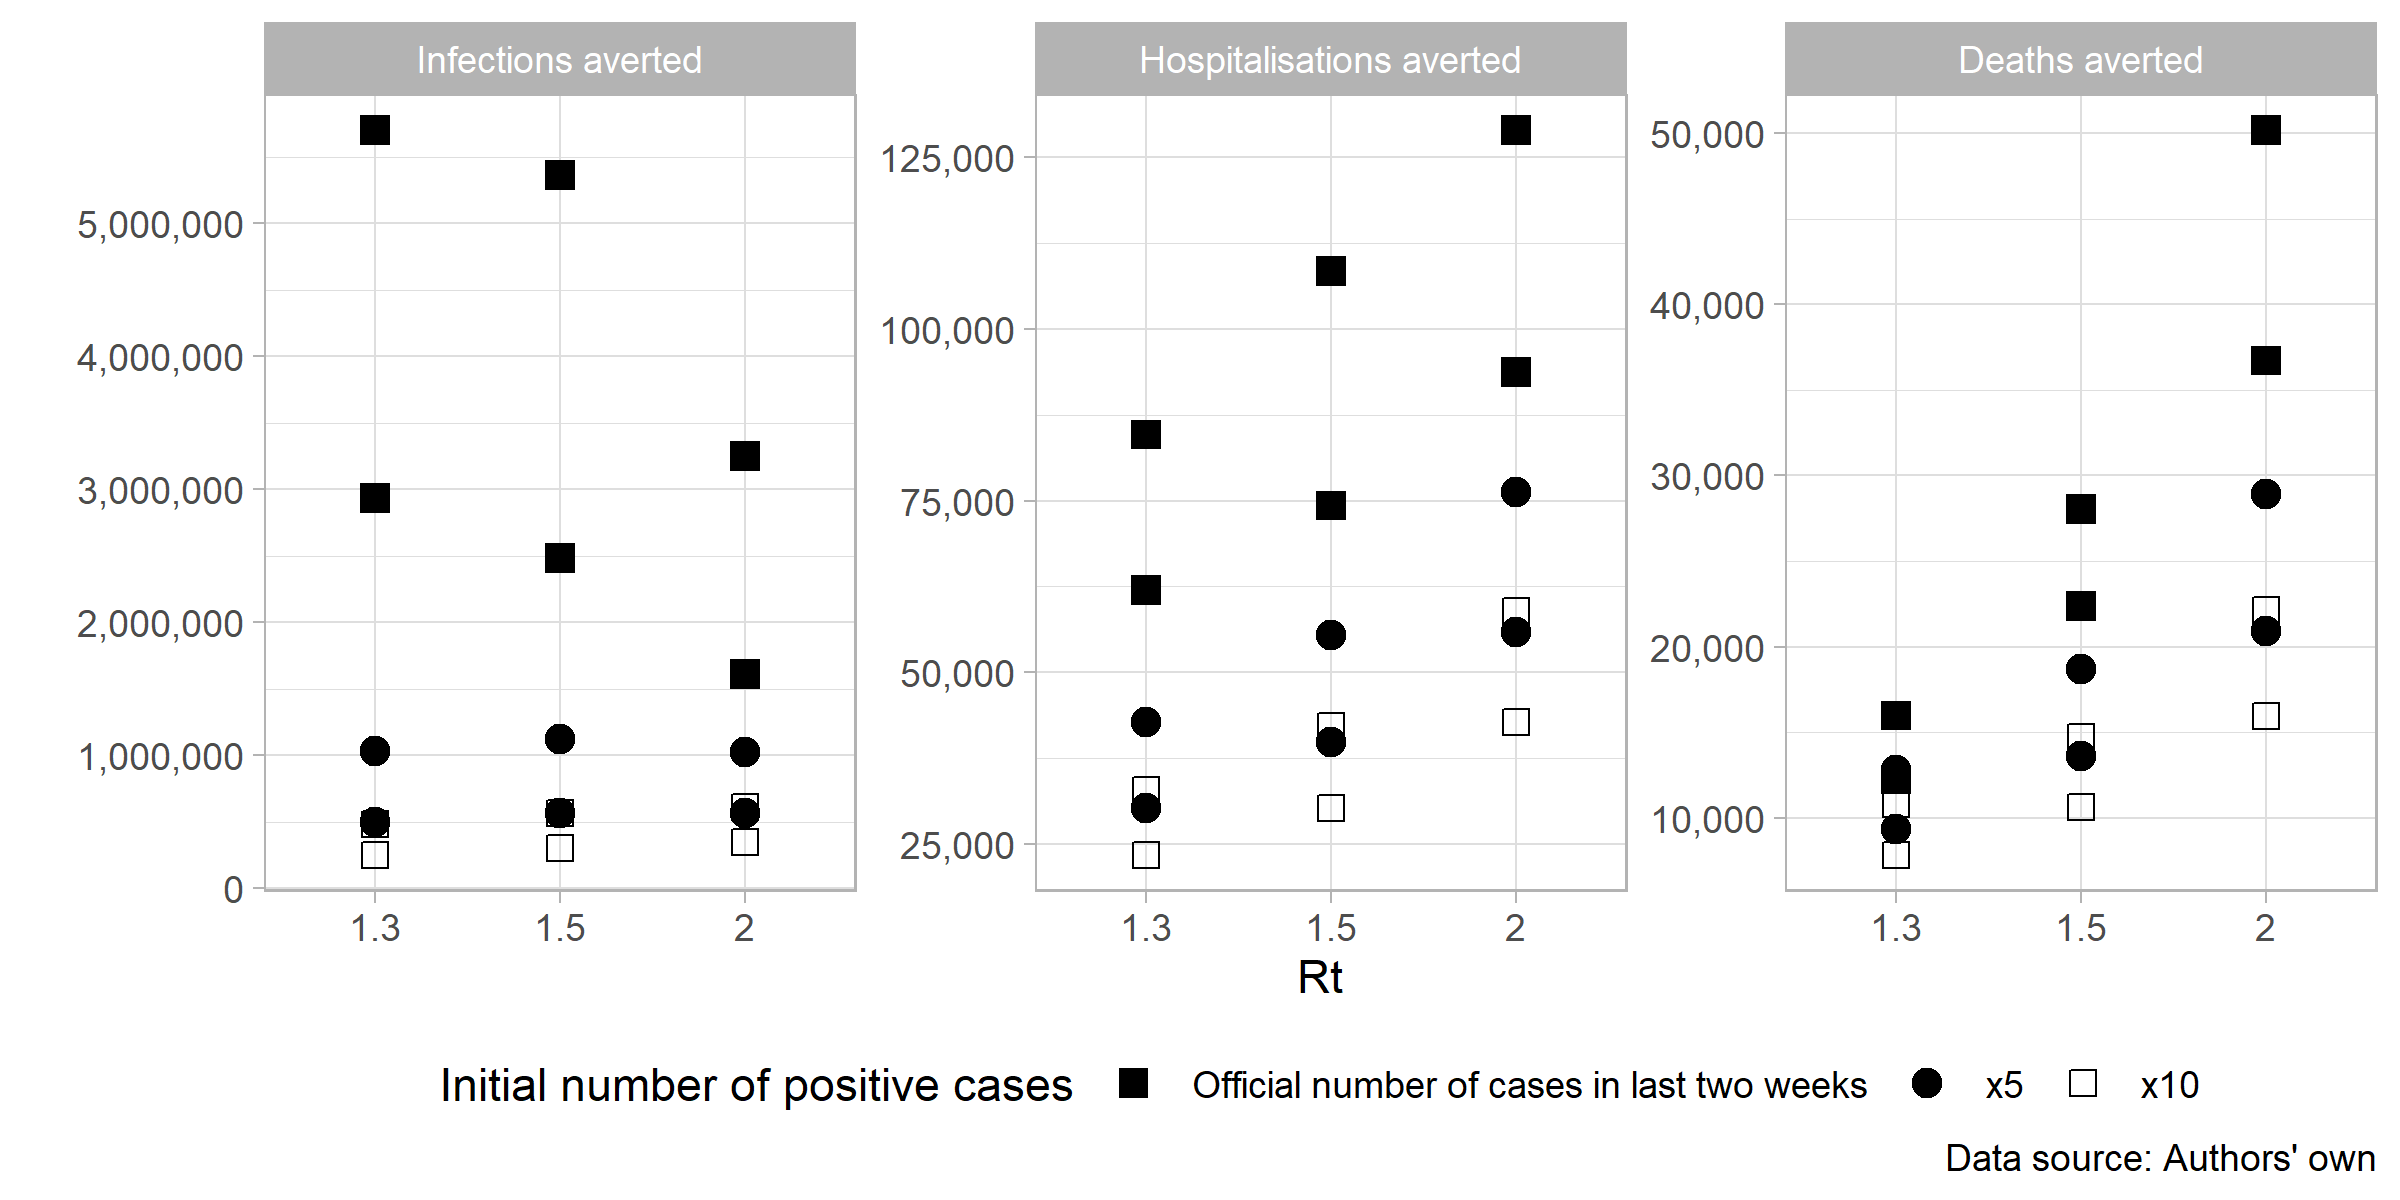 Infections averted
Hospitalisations averted
Deaths averted
5,000,000
4,000,000
3,000,000
2,000,000
1,000,000
0
1.3
1.5
2
125,000
100,000
75,000
50,000
25,000
1.3
1.5
2
50,000
40,000
30,000
20,000
10,000
1.3
1.5
2
Rt
Initial number of positive cases
Official number of cases in last two weeks
x5
x10
Data source: Authors' own